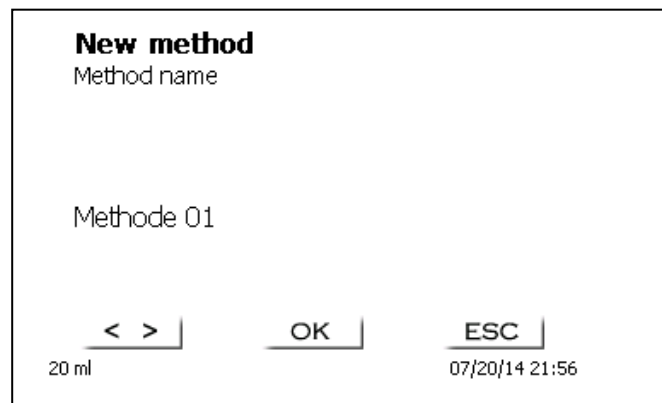 New method
Method name
Methode 01
< > OK ESC
20 ml 07/20/14 21:56